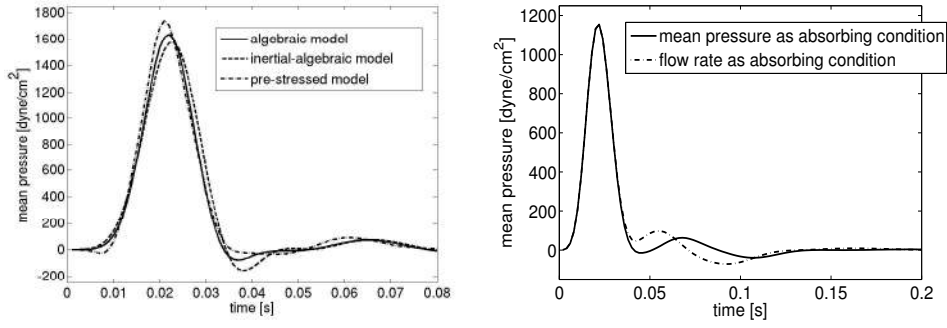 1600
1400
1200
1000
800
600
400
200
0
-200
mean pressure [dyne/cm²]
algebraic model
inertial-algebraic model
pre-stressed model
0 0.01 0.02 0.03 0.04 0.05 0.06 0.07 0.08
time [s]
1200
1000
800
600
400
200
0
mean pressure [dyne/cm²]
mean pressure as absorbing condition
flow rate as absorbing condition
0 0.05 0.1 0.15 0.2
time [s]